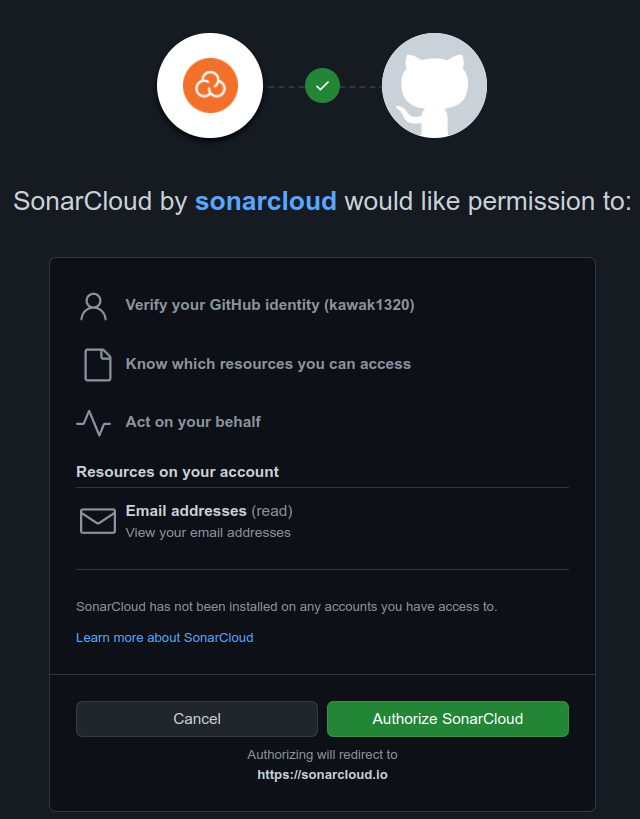 SonarCloud by sonarcloud would like permission to:
Verify your GitHub identity (kawak1320)
Know which resources you can access
Act on your behalf
Resources on your account
Email addresses (read)
View your email addresses
SonarCloud has not been installed on any accounts you have access to.
Learn more about SonarCloud
Cancel
Authorize SonarCloud
Authorizing will redirect to
https://sonarcloud.io